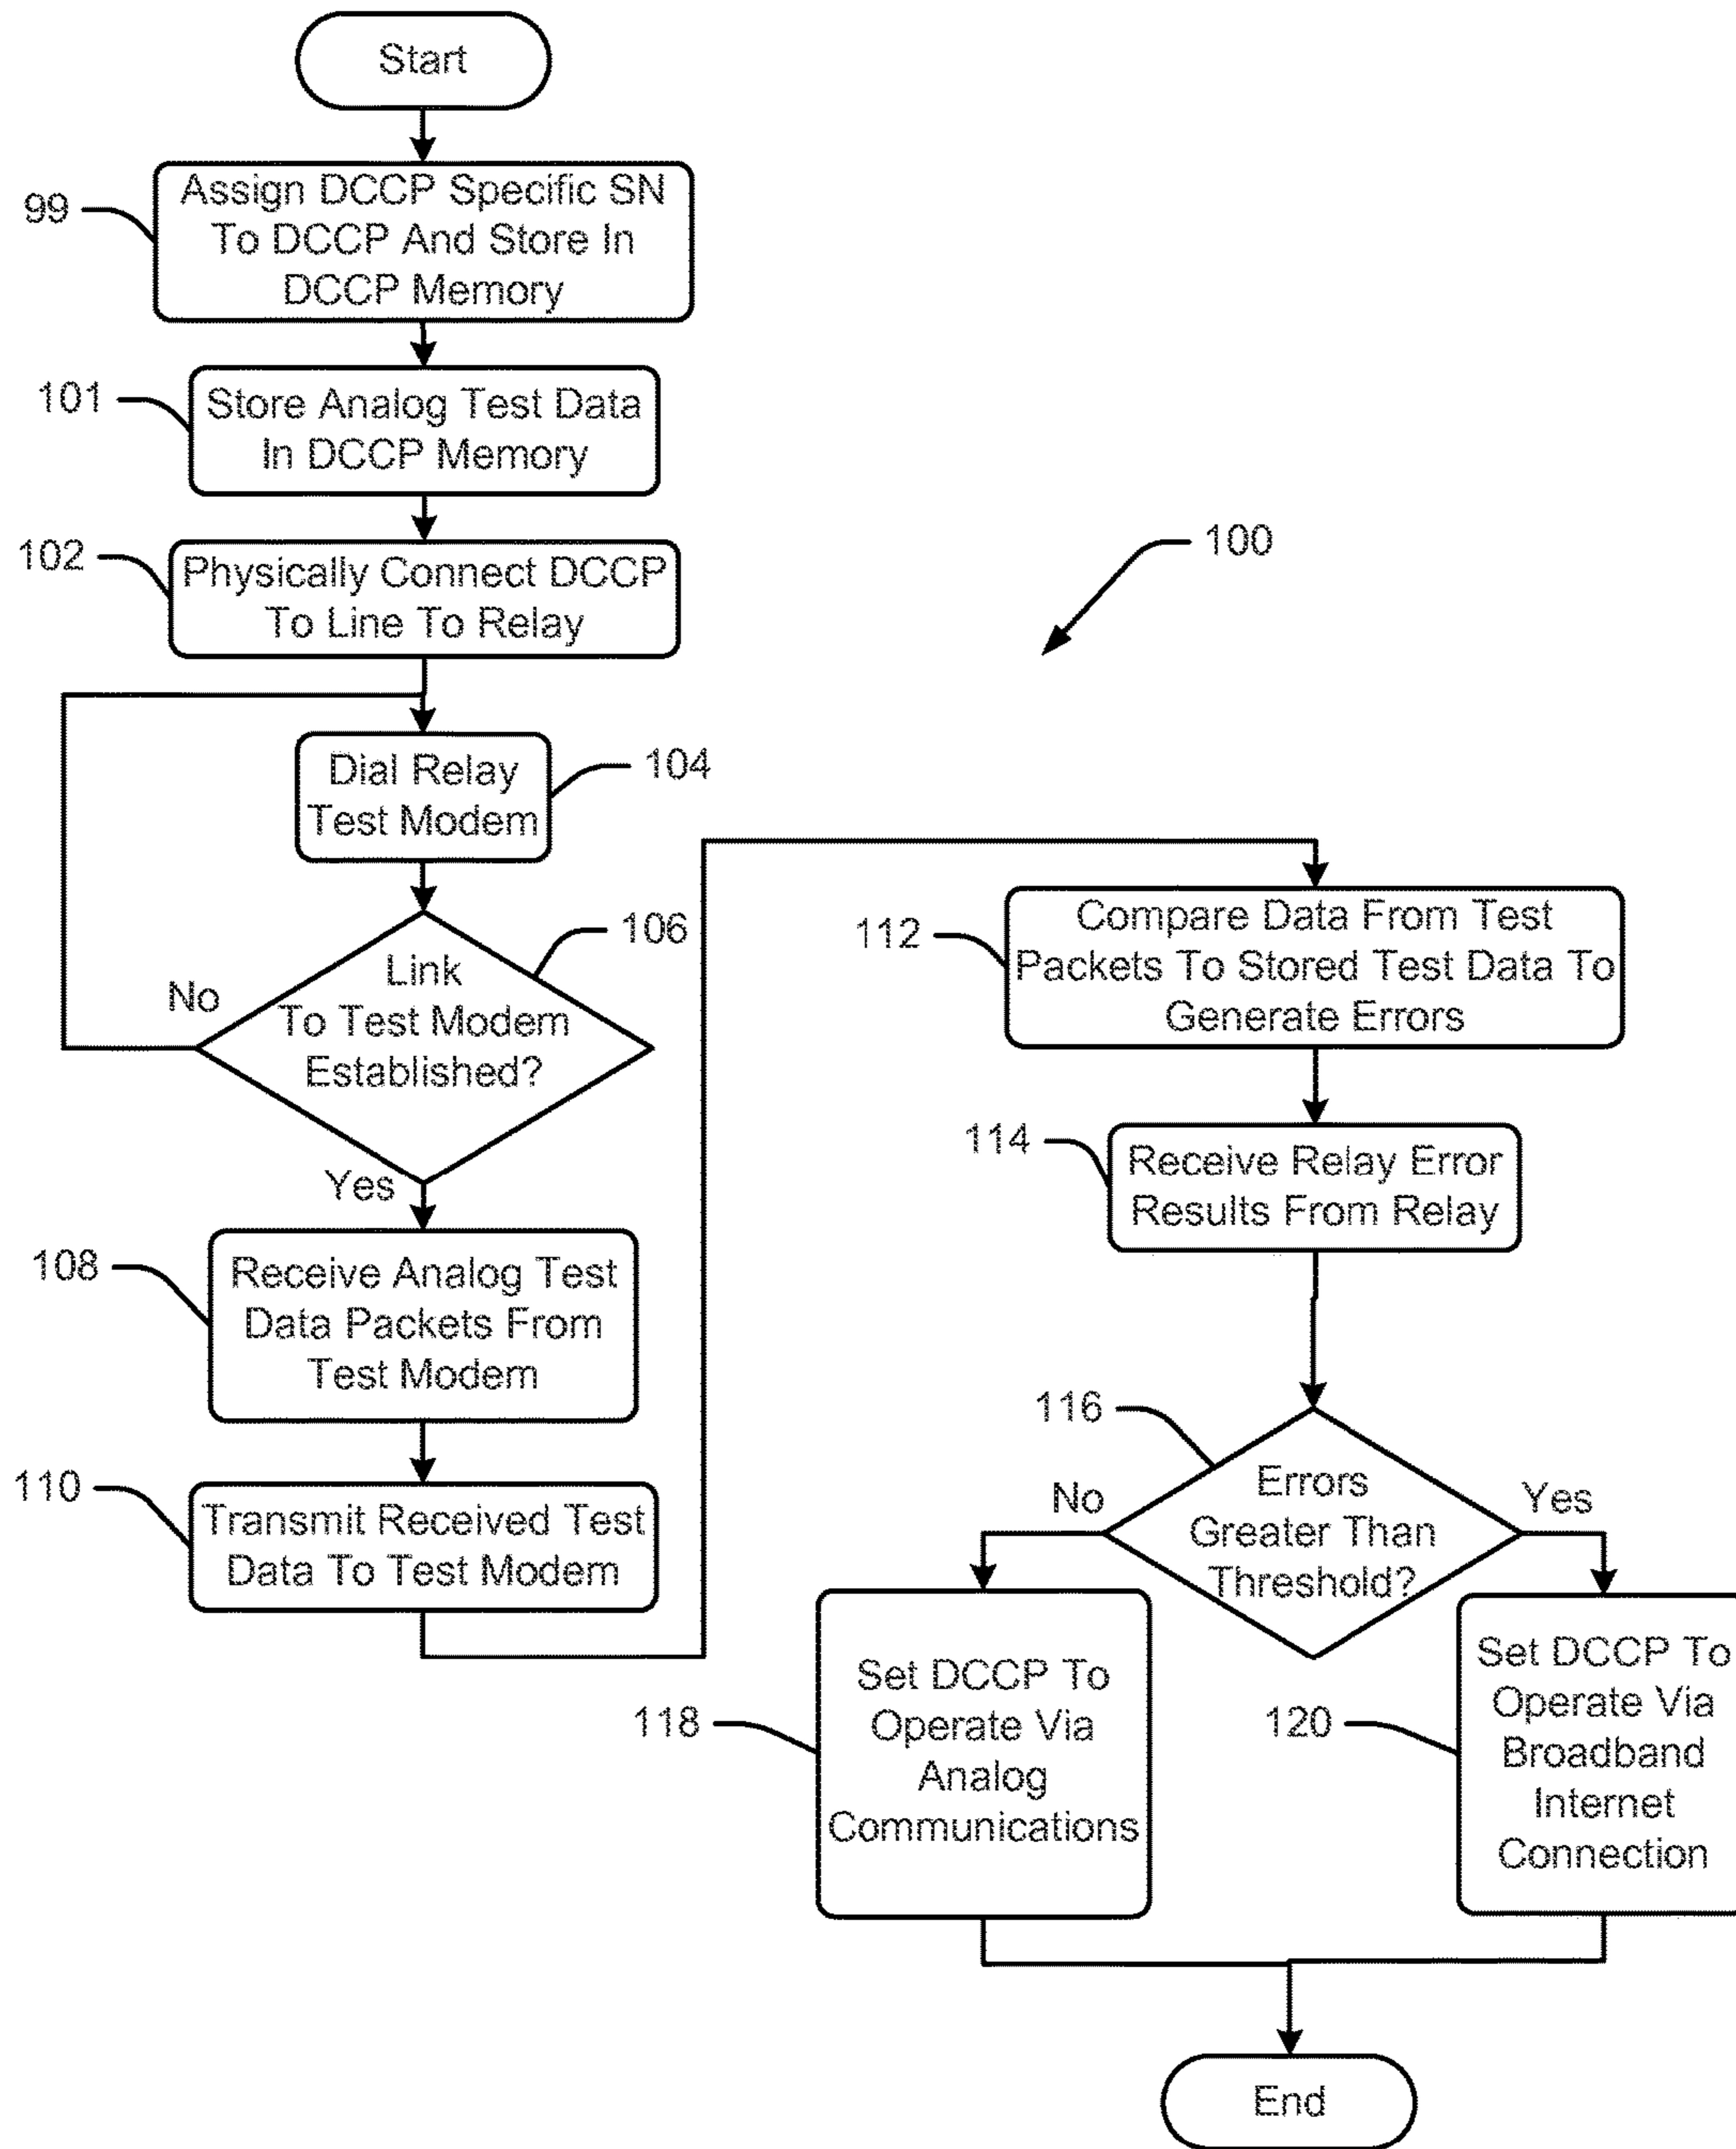 Start
99
Assign DCCP Specific SN
To DCCP And Store In
DCCP Memory
101
Store Analog Test Data
In DCCP Memory
102
Physically Connect DCCP
To Line To Relay
100
Dial Relay
Test Modem
104
106
Link
To Test Modem
Established?
No
Yes
108
Receive Analog Test
Data Packets From
Test Modem
110
Transmit Received Test
Data To Test Modem
112
Compare Data From Test
Packets To Stored Test Data To
Generate Errors
114
Receive Relay Error
Results From Relay
116
Errors
Greater Than
Threshold?
No
Yes
118
Set DCCP To
Operate Via
Analog
Communications
120
Set DCCP To
Operate Via
Broadband
Internet
Connection
End